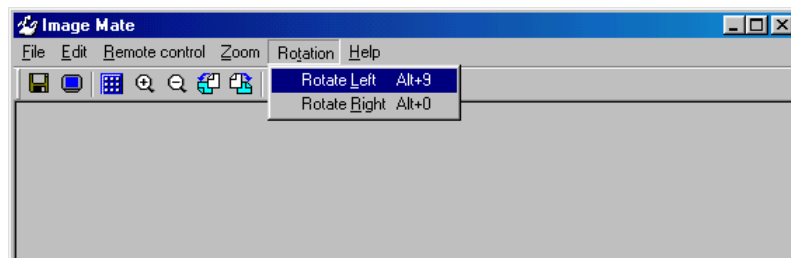 Image Mate
File Edit Remote control Zoom Rotation Help
Rotate Left Alt+9
Rotate Right Alt+0